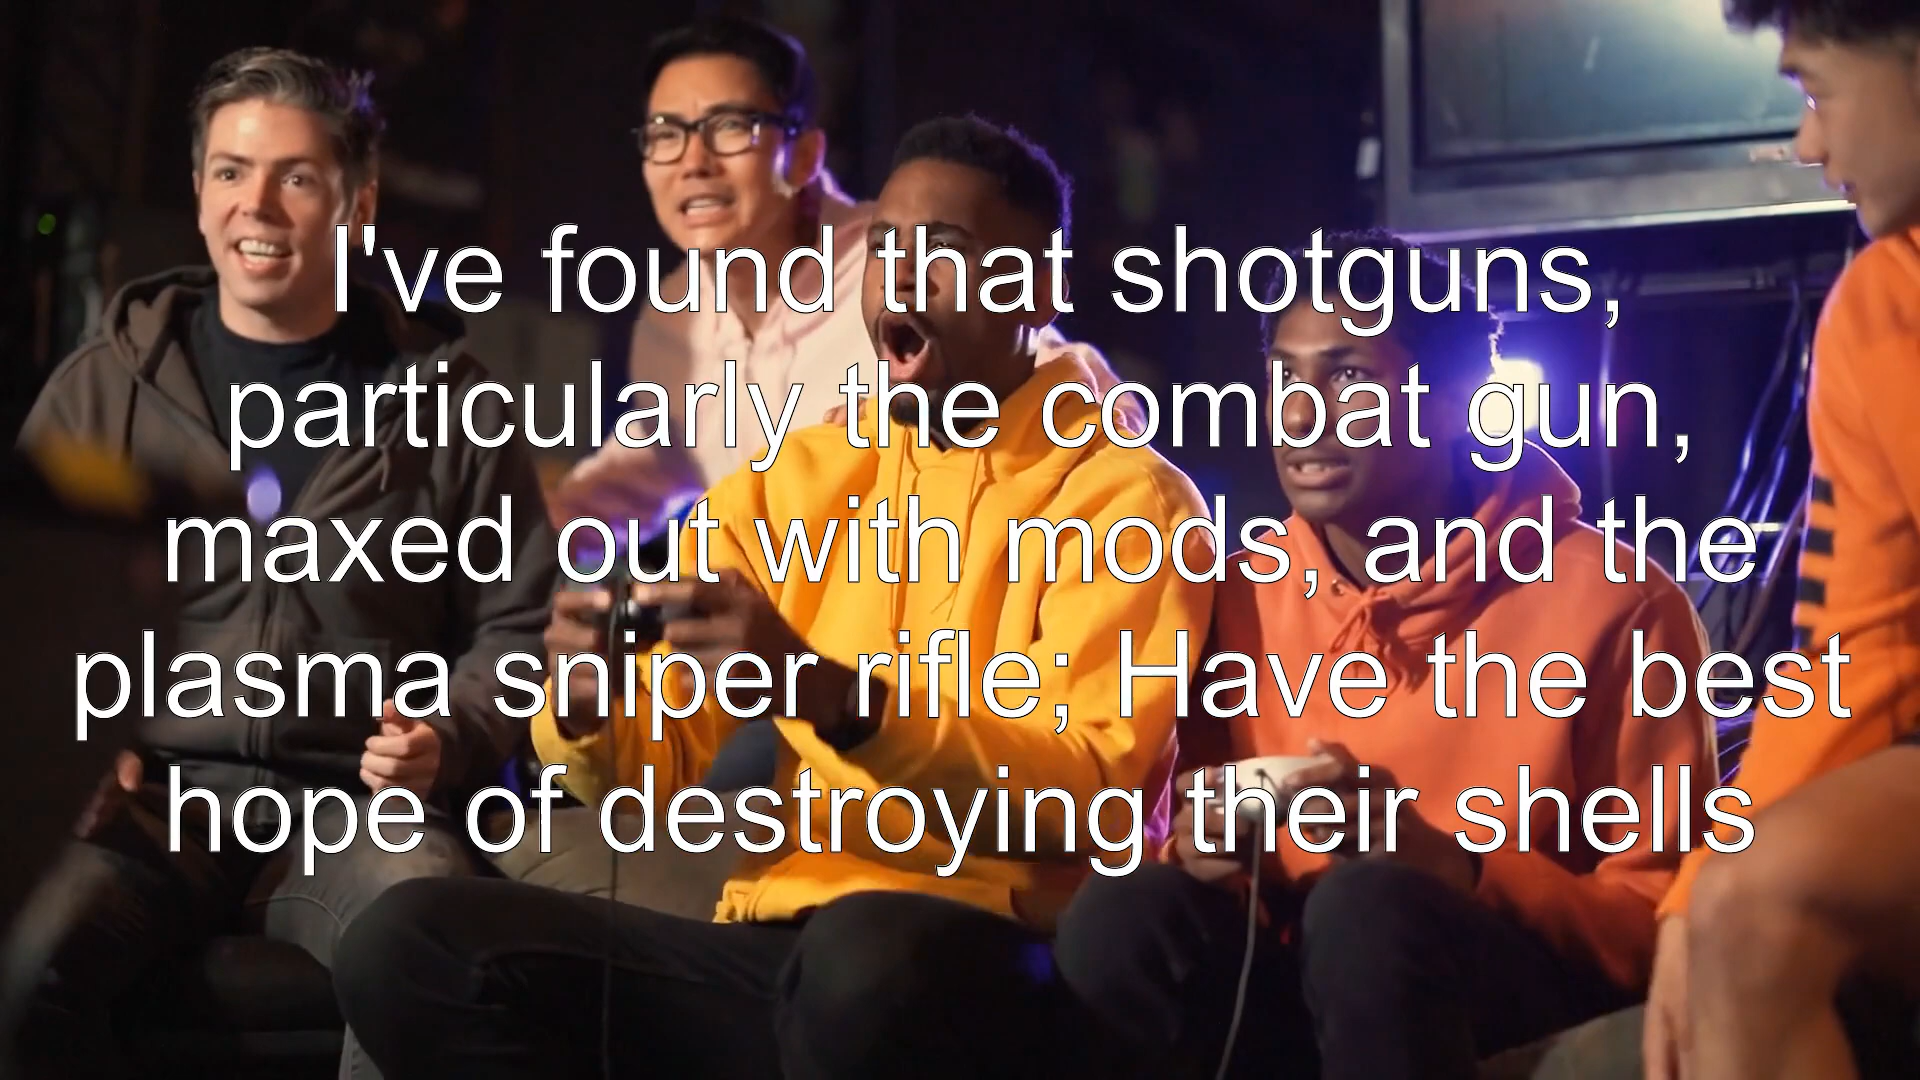 I've found that shotguns,
particularly the combat gun,
maxed out with mods, and the
plasma sniper rifle; Have the best
hope of destroying their shells